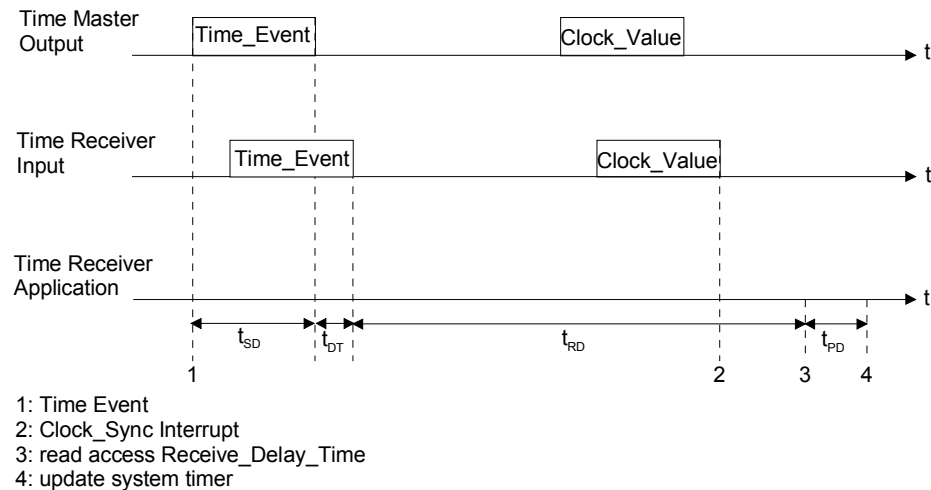 Time Master
Output
Time_Event
Clock_Value
t
Time Receiver
Input
Time_Event
Clock_Value
t
Time Receiver
Application
t
tSD
tDT
tRD
tPD
1
2
3
4
1: Time Event
2: Clock_Sync Interrupt
3: read access Receive_Delay_Time
4: update system timer